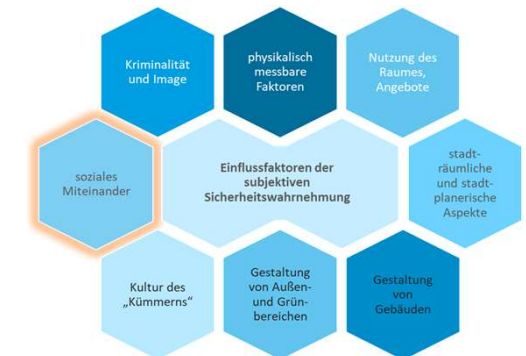 Kriminalität
und Image
physikalisch
messbare
Faktoren
Nutzung des
Raumes,
Angebote
soziales
Miteinander
Einflussfaktoren der
subjektiven
Sicherheitswahrnehmung
stadt-
räumliche
und stadt-
planerische
Aspekte
Kultur des
„Kümmerns“
Gestaltung
von Außen-
und Grün-
bereichen
Gestaltung
von
Gebäuden